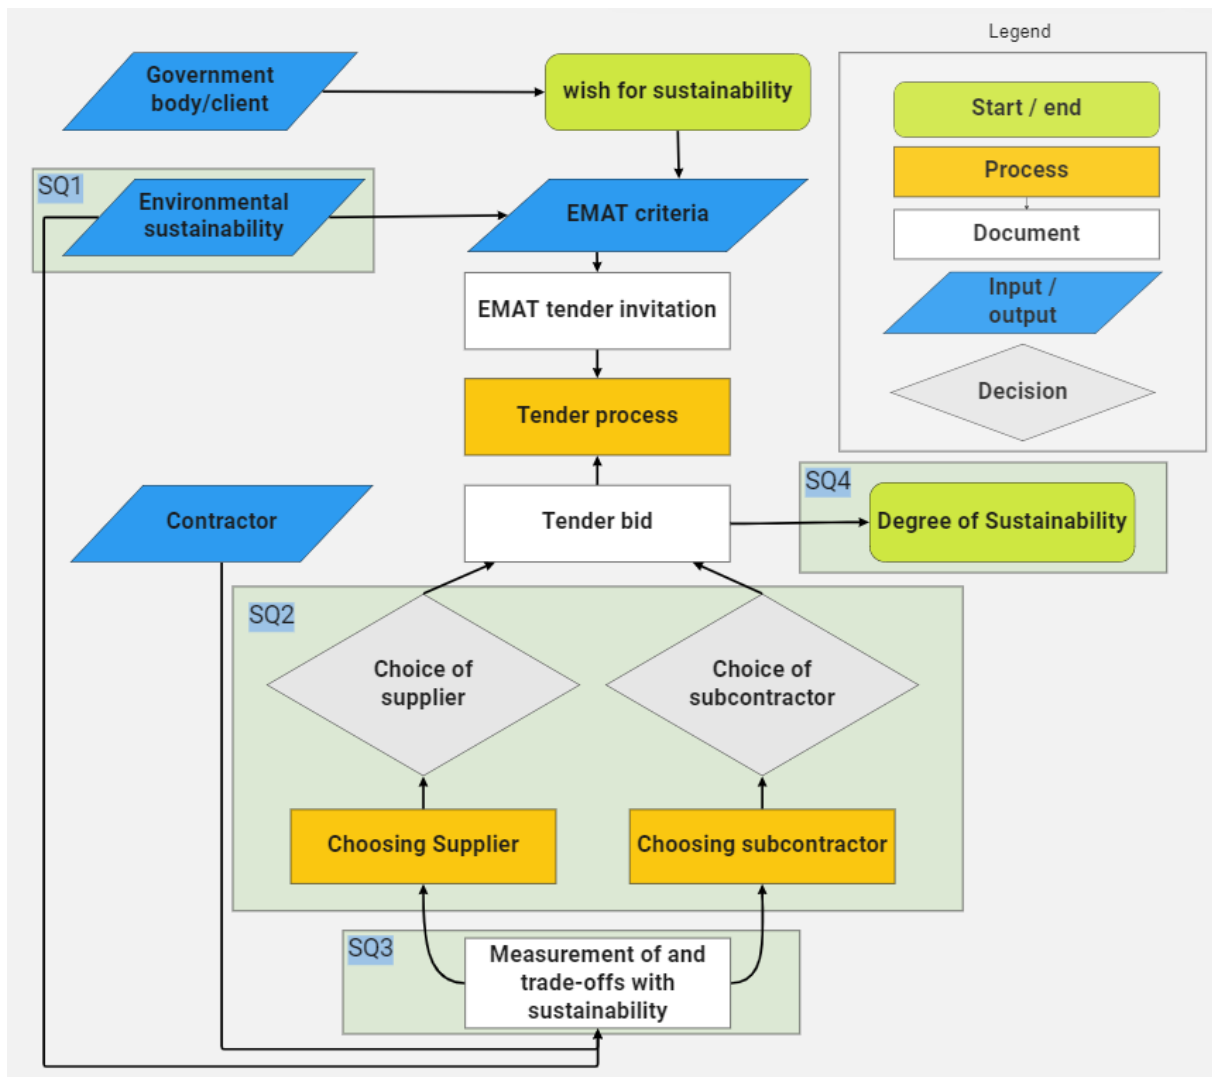 Legend
Government
body/client
wish for sustainability
Start / end
Process
SQ1
Environmental
sustainability
EMAT criteria
Document
Input /
output
EMAT tender invitation
Decision
Tender process
SQ4
Contractor
Tender bid
Degree of Sustainability
SQ2
Choice of
supplier
Choice of
subcontractor
Choosing Supplier
Choosing subcontractor
SQ3
Measurement of and
trade-offs with
sustainability